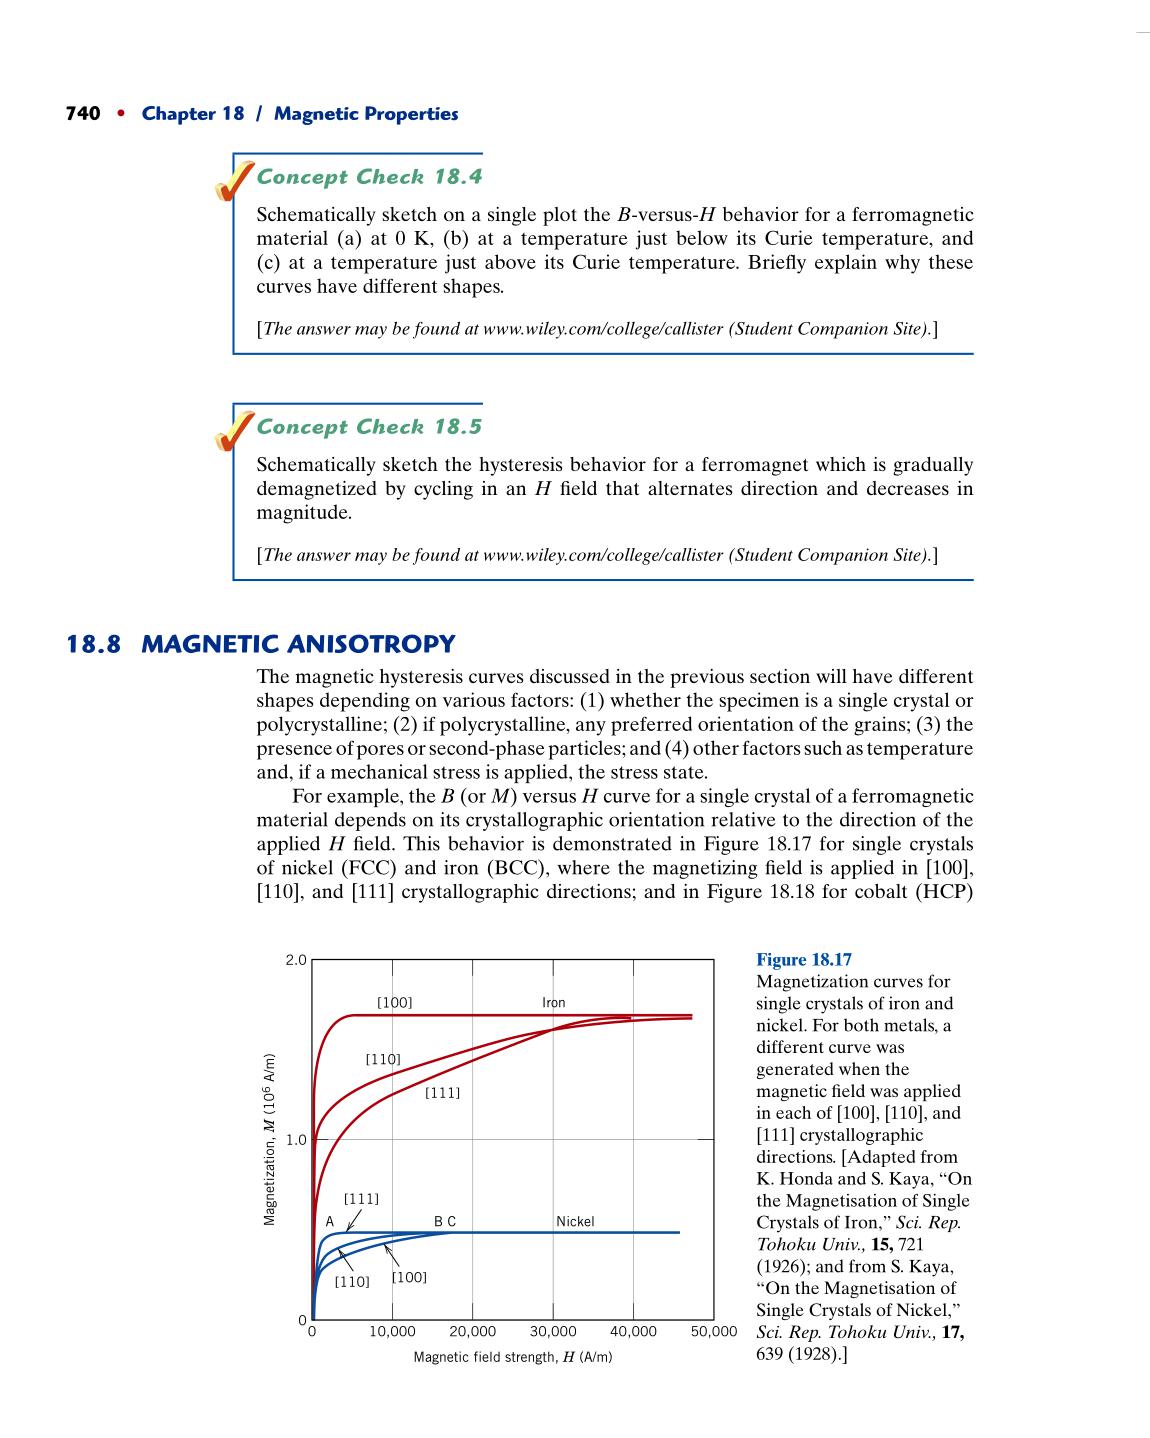 740 • Chapter 18 / Magnetic Properties
Concept Check 18.4
Schematically sketch on a single plot the B-versus-H behavior for a ferromagnetic
material (a) at 0 K, (b) at a temperature just below its Curie temperature, and
(c) at a temperature just above its Curie temperature. Briefly explain why these
curves have different shapes.
[The answer may be found at www.wiley.com/college/callister (Student Companion Site).]
Concept Check 18.5
Schematically sketch the hysteresis behavior for a ferromagnet which is gradually
demagnetized by cycling in an H field that alternates direction and decreases in
magnitude.
[The answer may be found at www.wiley.com/college/callister (Student Companion Site).]
18.8 MAGNETIC ANISOTROPY
The magnetic hysteresis curves discussed in the previous section will have different
shapes depending on various factors: (1) whether the specimen is a single crystal or
polycrystalline; (2) if polycrystalline, any preferred orientation of the grains; (3) the
presence of pores or second-phase particles; and (4) other factors such as temperature
and, if a mechanical stress is applied, the stress state.
For example, the B (or M) versus H curve for a single crystal of a ferromagnetic
material depends on its crystallographic orientation relative to the direction of the
applied H field. This behavior is demonstrated in Figure 18.17 for single crystals
of nickel (FCC) and iron (BCC), where the magnetizing field is applied in [100],
[110], and [111] crystallographic directions; and in Figure 18.18 for cobalt (HCP)
2.0
[100]
Iron
[110]
[111]
Magnetization, M (10⁶ A/m)
1.0
[111]
A
B C
Nickel
[110]
[100]
0
0
10,000
20,000
30,000
40,000
50,000
Magnetic field strength, H (A/m)
Figure 18.17
Magnetization curves for
single crystals of iron and
nickel. For both metals, a
different curve was
generated when the
magnetic field was applied
in each of [100], [110], and
[111] crystallographic
directions. [Adapted from
K. Honda and S. Kaya, “On
the Magnetisation of Single
Crystals of Iron,” Sci. Rep.
Tohoku Univ., 15, 721
(1926); and from S. Kaya,
“On the Magnetisation of
Single Crystals of Nickel,”
Sci. Rep. Tohoku Univ., 17,
639 (1928).]